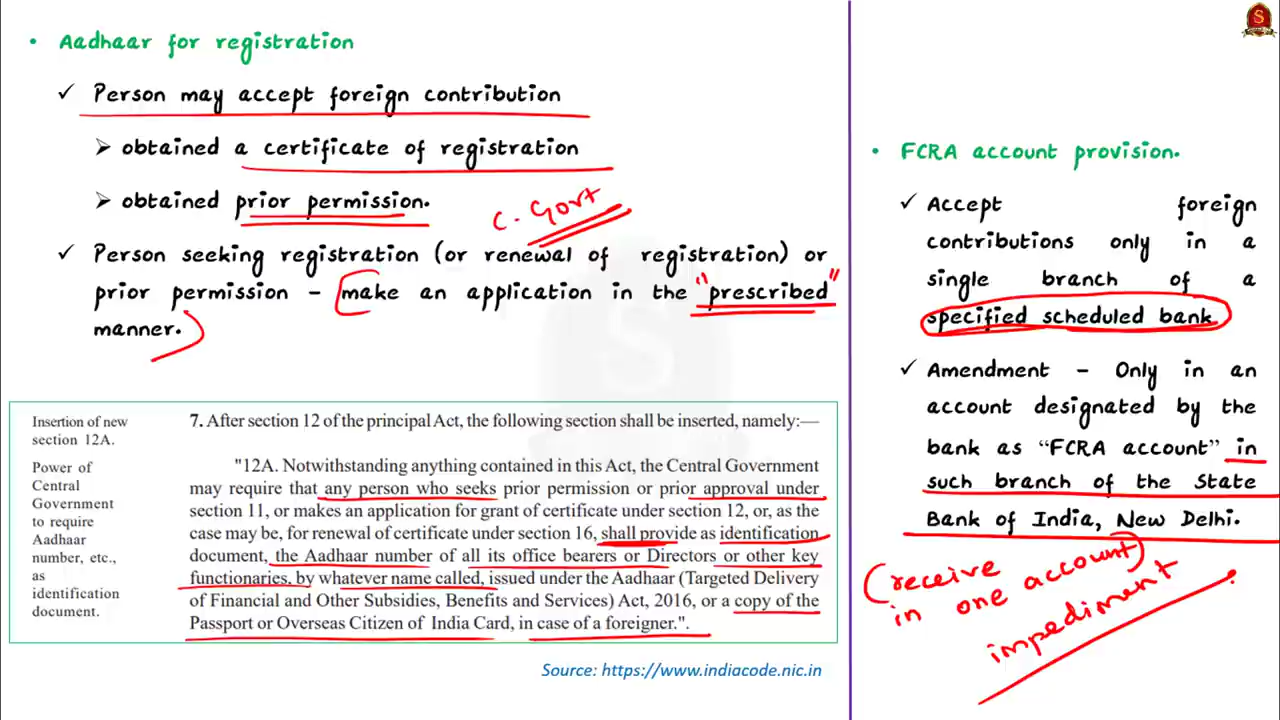 • Aadhaar for registration
✓ Person may accept foreign contribution
➤ obtained a certificate of registration
➤ obtained prior permission.
C. Govt
✓ Person seeking registration (or renewal of registration) or
prior permission – make an application in the "prescribed"
manner.
Insertion of new
section 12A.
Power of
Central
Government
to require
Aadhaar
number, etc.,
as
identification
document.
7. After section 12 of the principal Act, the following section shall be inserted, namely:—
"12A. Notwithstanding anything contained in this Act, the Central Government
may require that any person who seeks prior permission or prior approval under
section 11, or makes an application for grant of certificate under section 12, or, as the
case may be, for renewal of certificate under section 16, shall provide as identification
document, the Aadhaar number of all its office bearers or Directors or other key
functionaries, by whatever name called, issued under the Aadhaar (Targeted Delivery
of Financial and Other Subsidies, Benefits and Services) Act, 2016, or a copy of the
Passport or Overseas Citizen of India Card, in case of a foreigner.".
Source: https://www.indiacode.nic.in
S
• FCRA account provision.
✓ Accept foreign
contributions only in a
single branch of a
specified scheduled bank
✓ Amendment – Only in an
account designated by the
bank as "FCRA account" in
such branch of the State
Bank of India, New Delhi.
(receive
in one account)
impediment